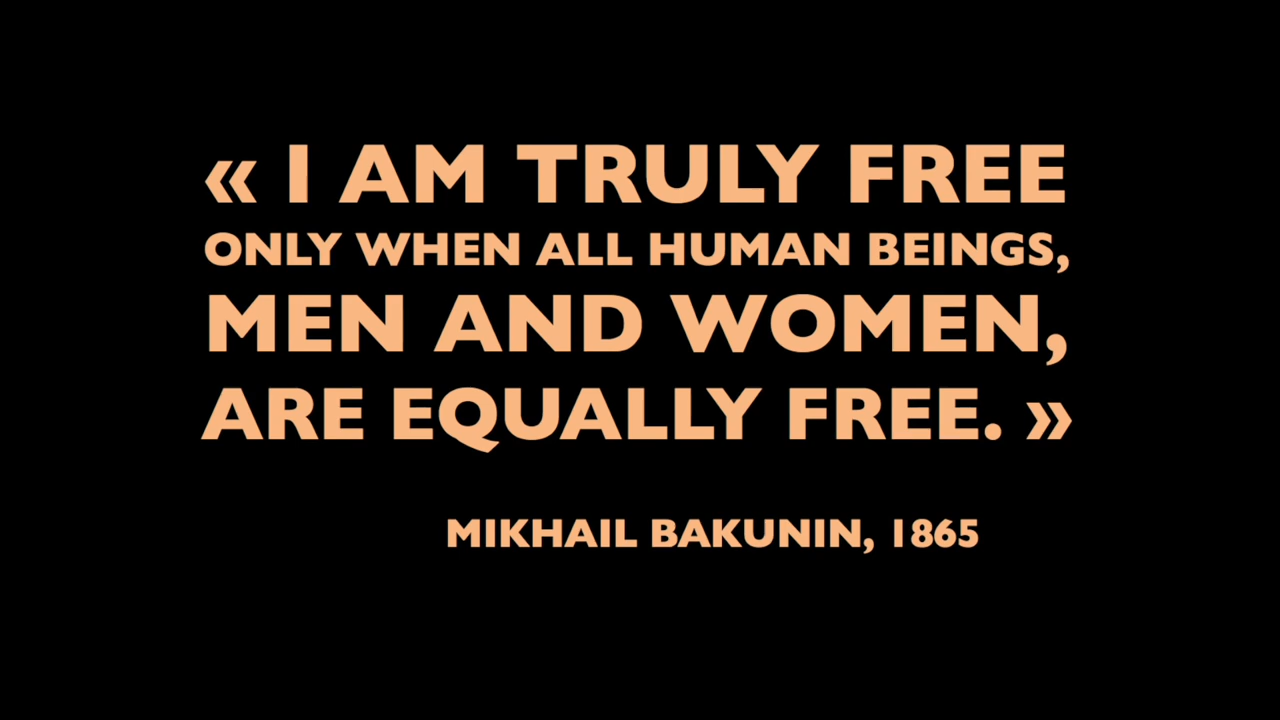 « I AM TRULY FREE
ONLY WHEN ALL HUMAN BEINGS,
MEN AND WOMEN,
ARE EQUALLY FREE. »
MIKHAIL BAKUNIN, 1865